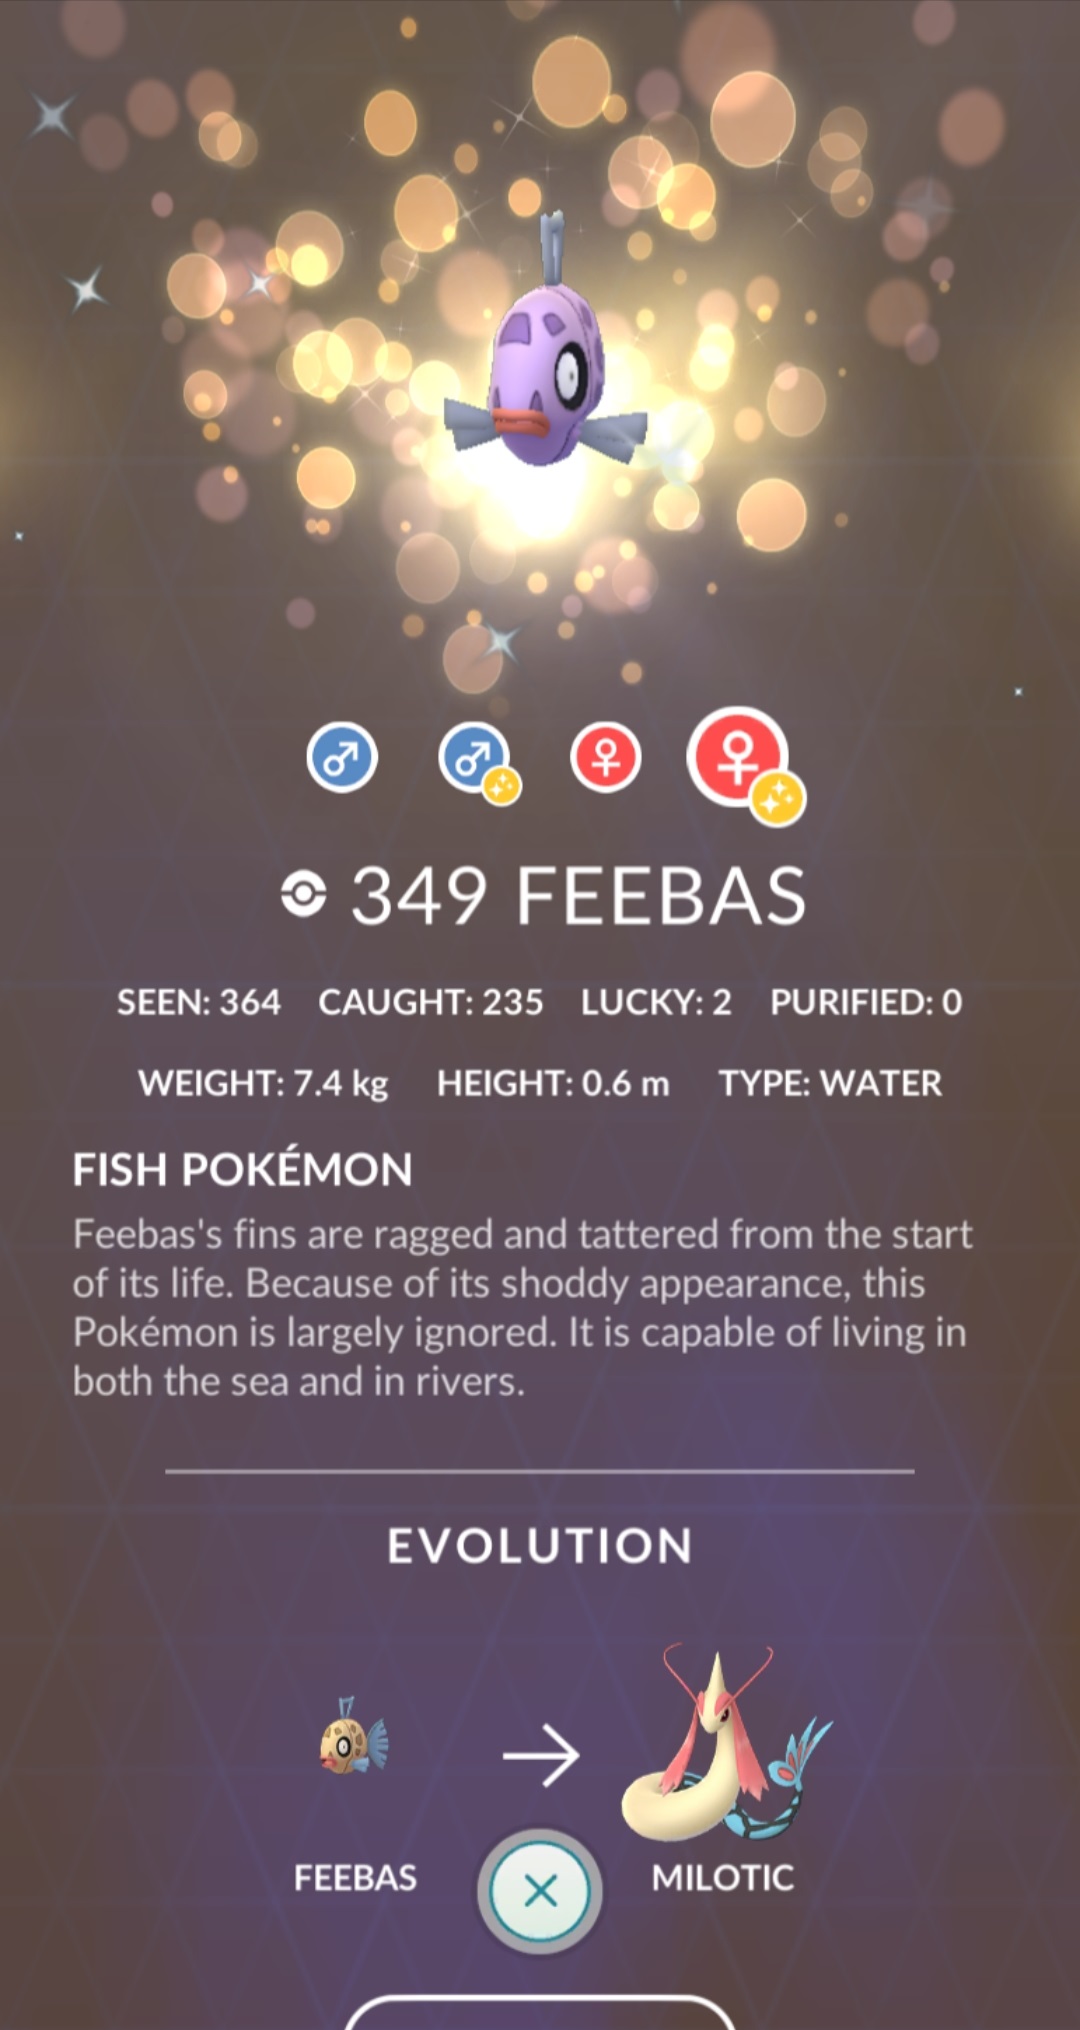 349 FEEBAS
SEEN: 364 CAUGHT: 235 LUCKY: 2 PURIFIED: 0
WEIGHT: 7.4 kg HEIGHT: 0.6 m TYPE: WATER
FISH POKÉMON
Feebas's fins are ragged and tattered from the start
of its life. Because of its shoddy appearance, this
Pokémon is largely ignored. It is capable of living in
both the sea and in rivers.
EVOLUTION
FEEBAS MILOTIC